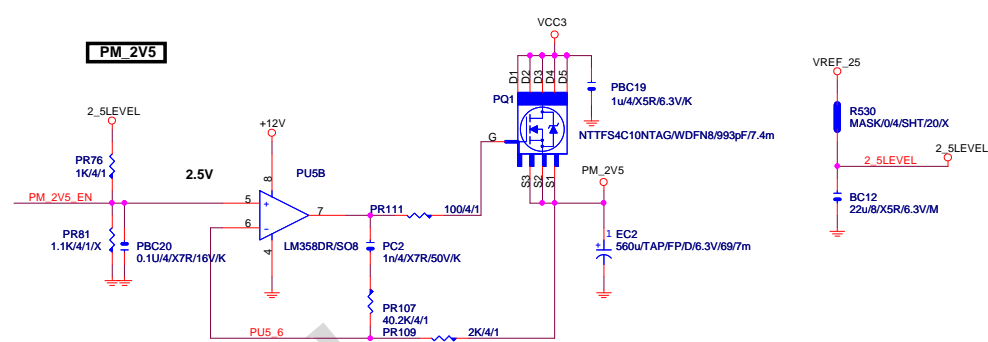 PM_2V5
VCC3
D1
D2
D3
D4
D5
PQ1
G
S3
S2
S1
PBC19
1u/4/X5R/6.3V/K
NTTFS4C10NTAG/WDFN8/993pF/7.4m
VREF_25
R530
MASK/0/4/SHT/20/X
2_5LEVEL
2_5LEVEL
BC12
22u/8/X5R/6.3V/M
2_5LEVEL
PR76
1K/4/1
PM_2V5_EN
PR81
1.1K/4/1/X
PBC20
0.1U/4/X7R/16V/K
2.5V
+12V
8
PU5B
5
+
6
-
7
4
LM358DR/SO8
PR111
100/4/1
PC2
1n/4/X7R/50V/K
PR107
40.2K/4/1
PR109
2K/4/1
PU5_6
PM_2V5
1
+
EC2
560u/TAP/FP/D/6.3V/69/7m